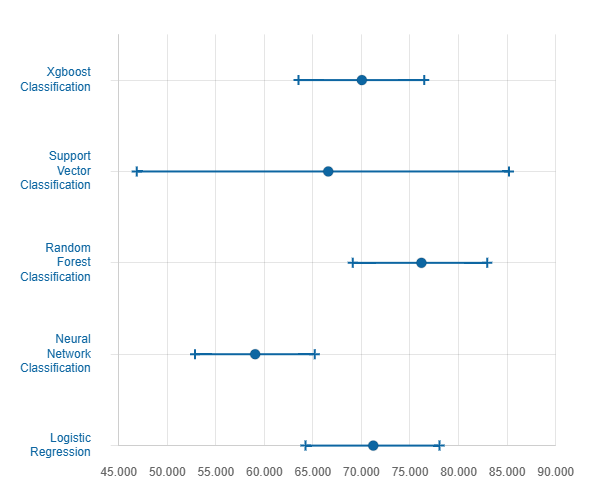 Xgboost
Classification
Support
Vector
Classification
Random
Forest
Classification
Neural
Network
Classification
Logistic
Regression
45.000 50.000 55.000 60.000 65.000 70.000 75.000 80.000 85.000 90.000